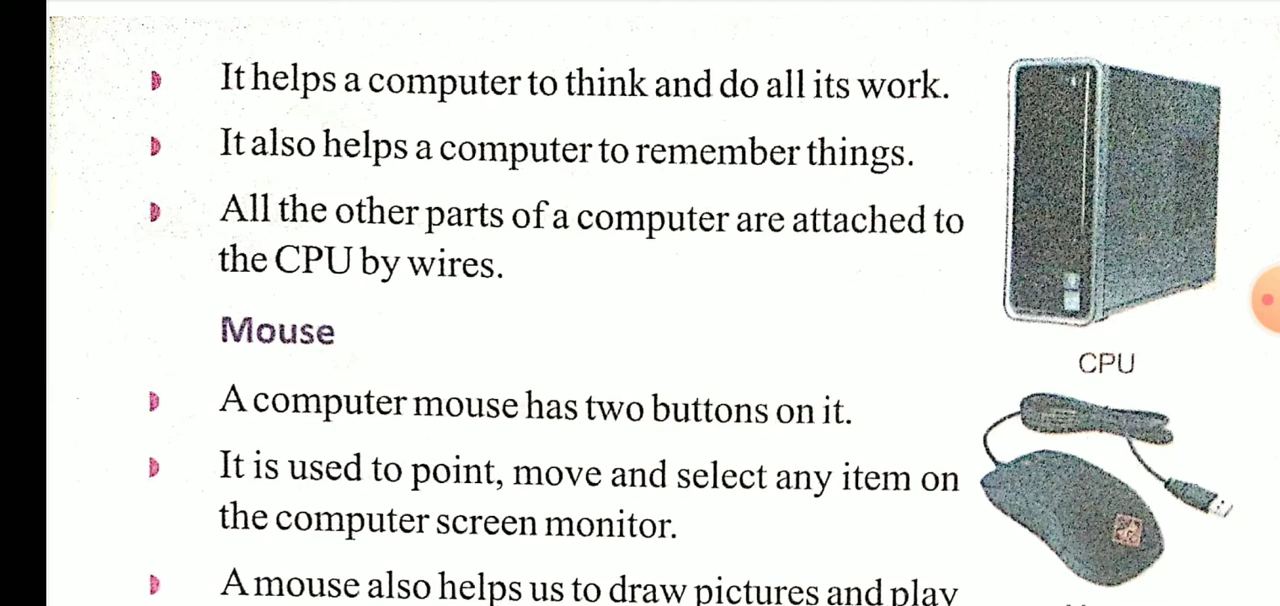 It helps a computer to think and do all its work.
It also helps a computer to remember things.
All the other parts of a computer are attached to
the CPU by wires.
CPU
Mouse
A computer mouse has two buttons on it.
It is used to point, move and select any item on
the computer screen monitor.
A mouse also helps us to draw pictures and play